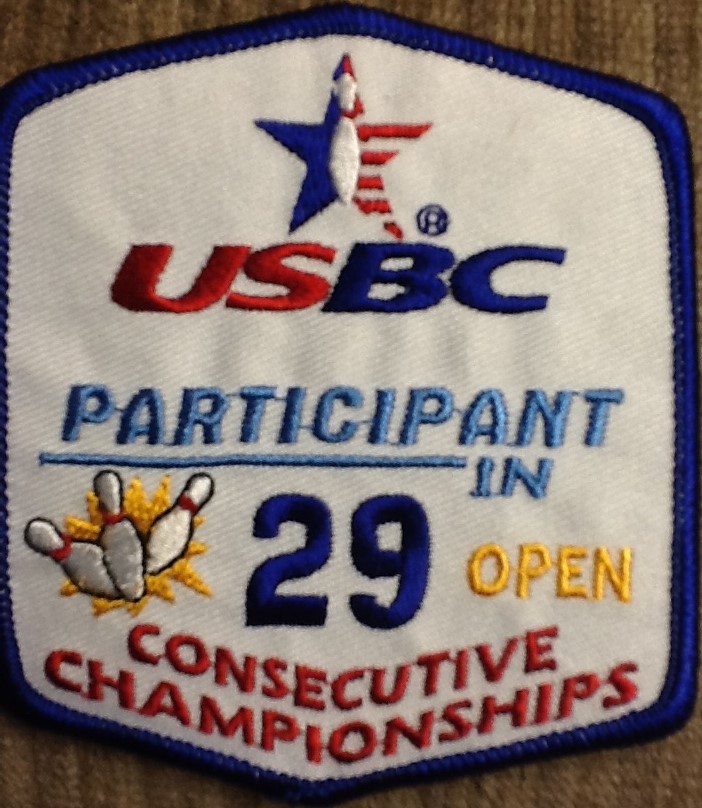 ®
USBC
PARTICIPANT
IN
29 OPEN
CONSECUTIVE
CHAMPIONSHIPS